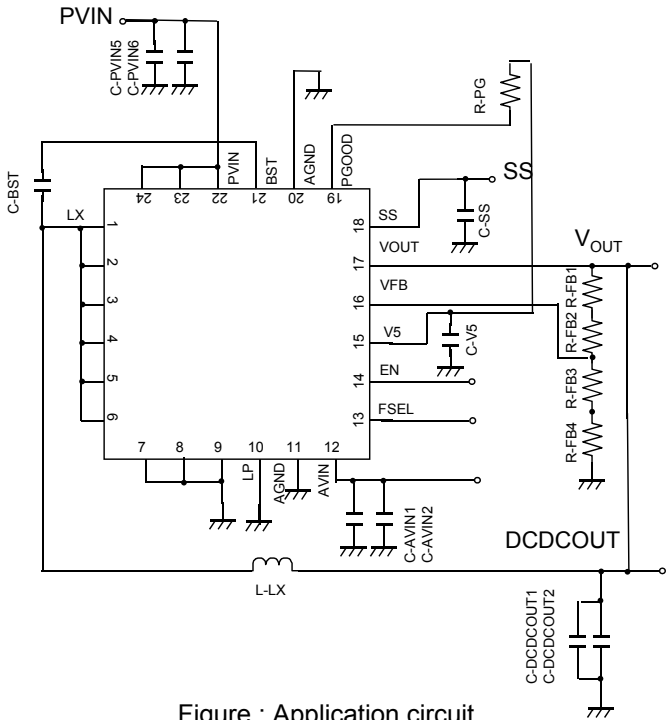 PVIN
C-PVIN5
C-PVIN6
R-PG
C-BST
PVIN
BST
AGND
PGOOD
24
23
22
21
20
19
LX
1
2
3
4
5
6
18
17
16
15
14
13
SS
VOUT
VFB
V5
EN
FSEL
SS
C-SS
C-V5
VOUT
R-FB1
R-FB2
R-FB3
R-FB4
7
8
9
10
11
12
LP
AGND
AVIN
C-AVIN1
C-AVIN2
DCDCOUT
L-LX
C-DCDCOUT1
C-DCDCOUT2
Figure : Application circuit